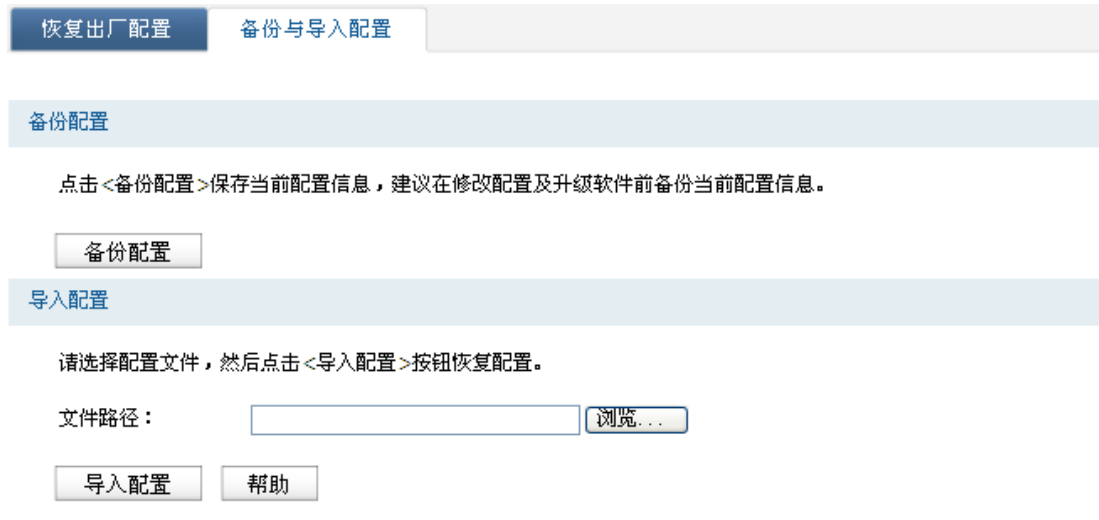 恢复出厂配置 备份与导入配置
备份配置
点击<备份配置>保存当前配置信息，建议在修改配置及升级软件前备份当前配置信息。
备份配置
导入配置
请选择配置文件，然后点击<导入配置>按钮恢复配置。
文件路径： 浏览...
导入配置 帮助